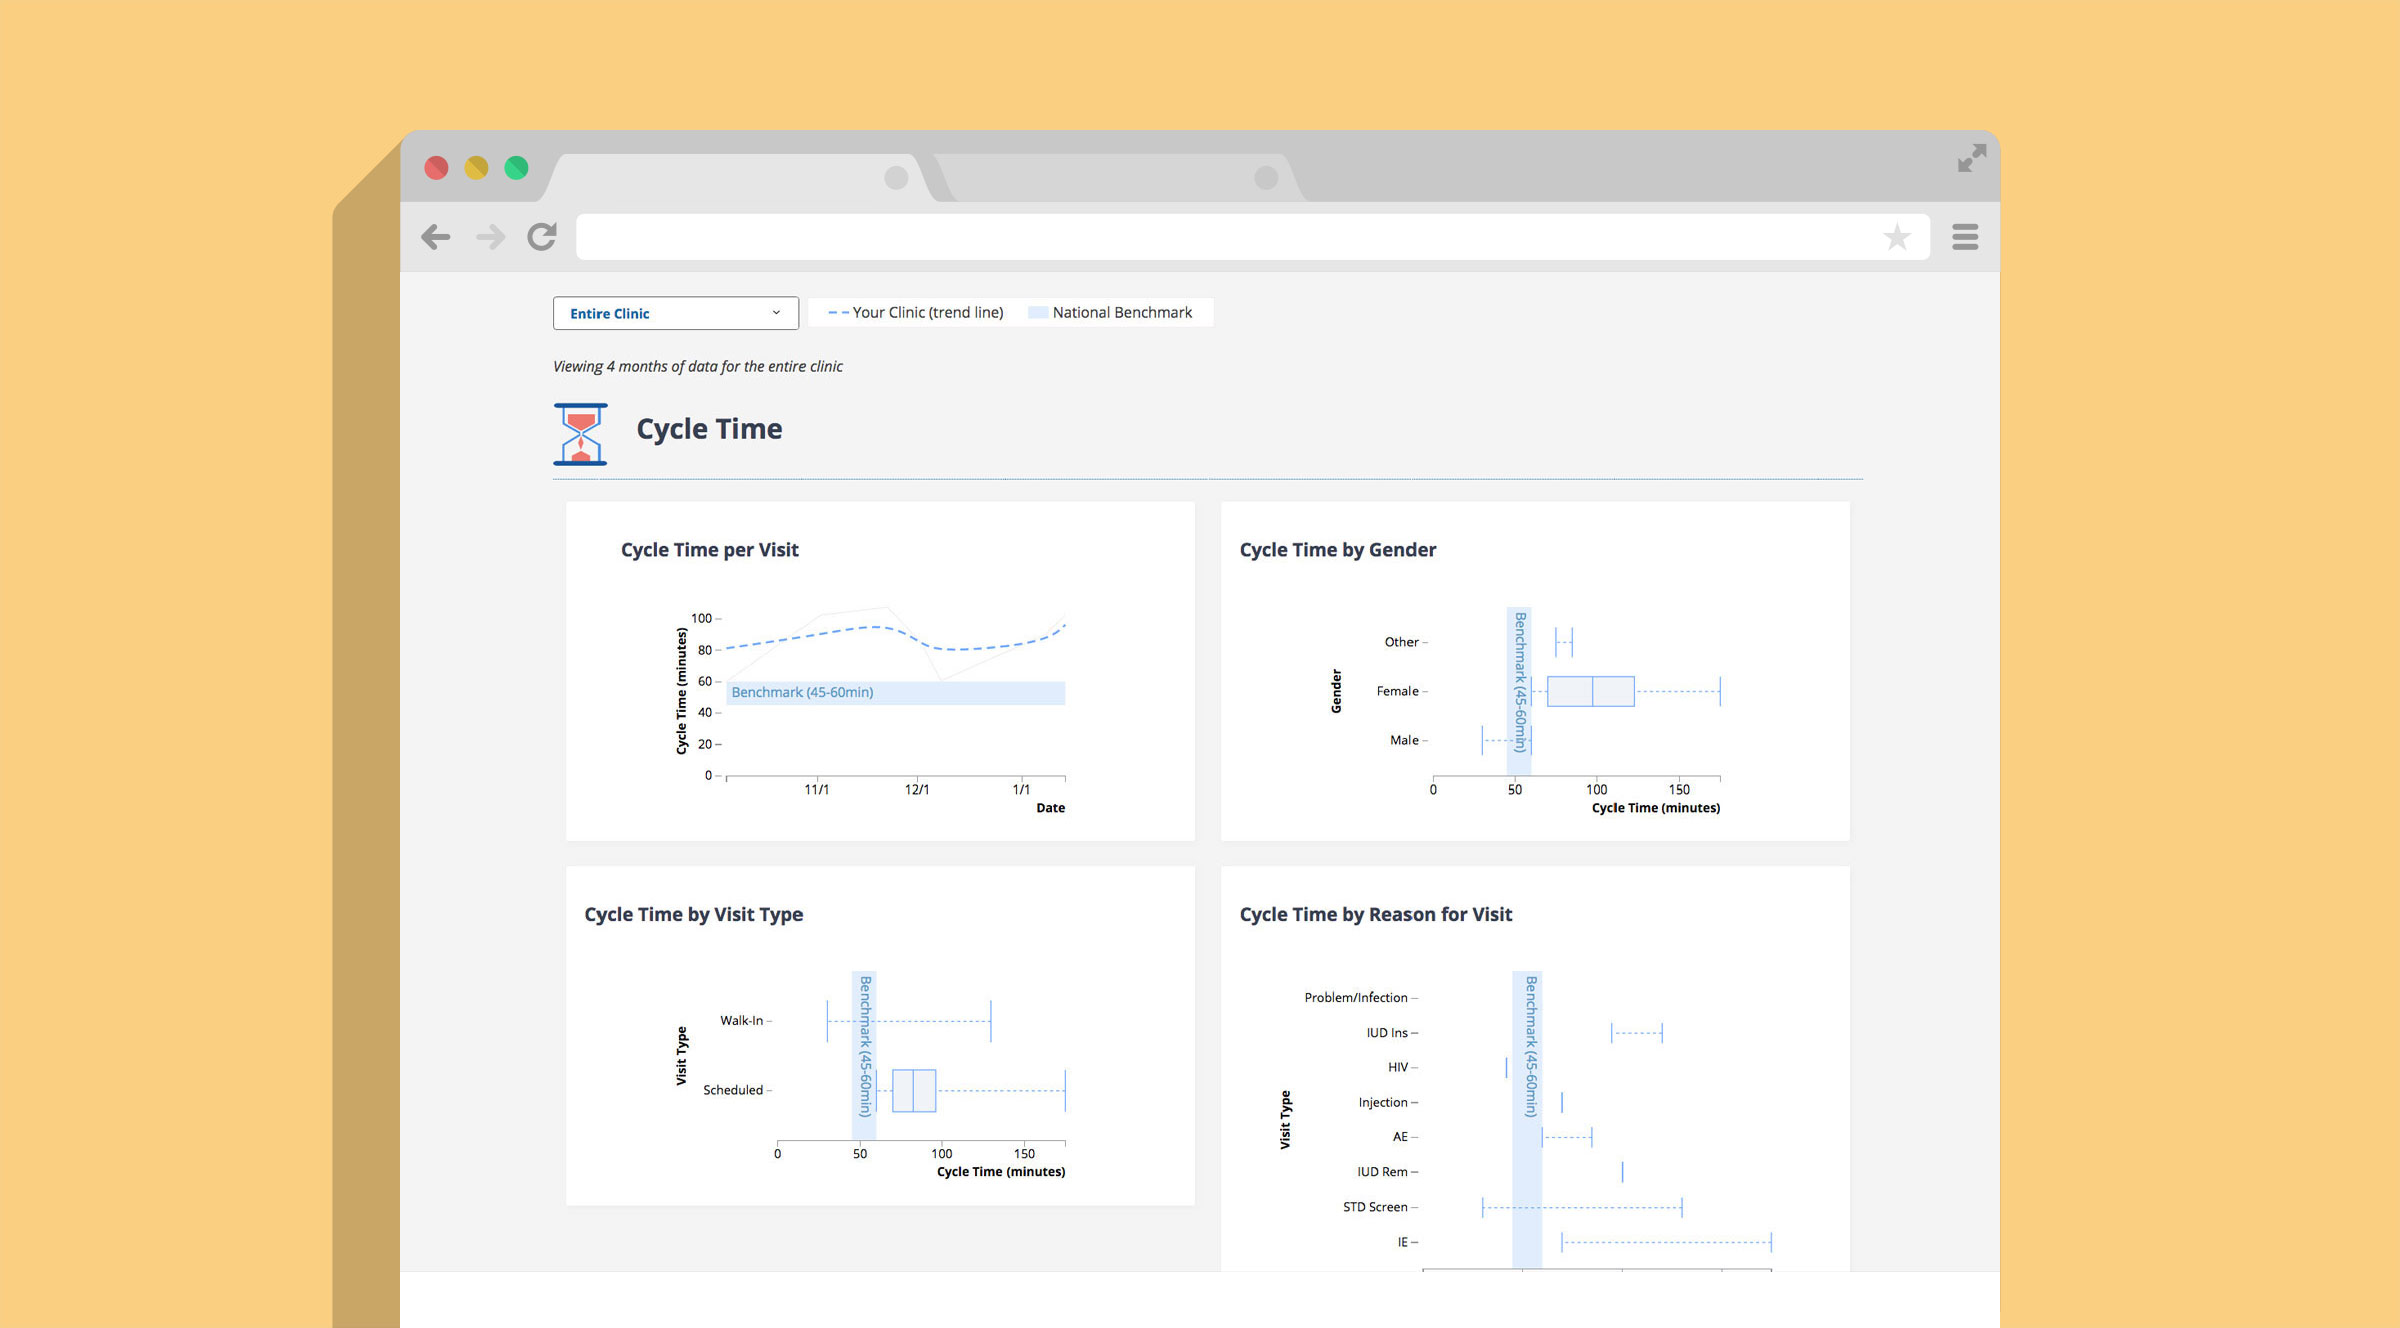 Entire Clinic
Your Clinic (trend line) National Benchmark
Viewing 4 months of data for the entire clinic
Cycle Time
Cycle Time per Visit
Cycle Time (minutes)
100
80
60
40
20
0
Benchmark (45-60min)
11/1 12/1 1/1
Date
Cycle Time by Gender
Gender
Other
Female
Male
Benchmark (45-60min)
0 50 100 150
Cycle Time (minutes)
Cycle Time by Visit Type
Visit Type
Walk-In
Scheduled
Benchmark (45-60min)
0 50 100 150
Cycle Time (minutes)
Cycle Time by Reason for Visit
Visit Type
Problem/Infection
IUD Ins
HIV
Injection
AE
IUD Rem
STD Screen
IE
Benchmark (45-60min)